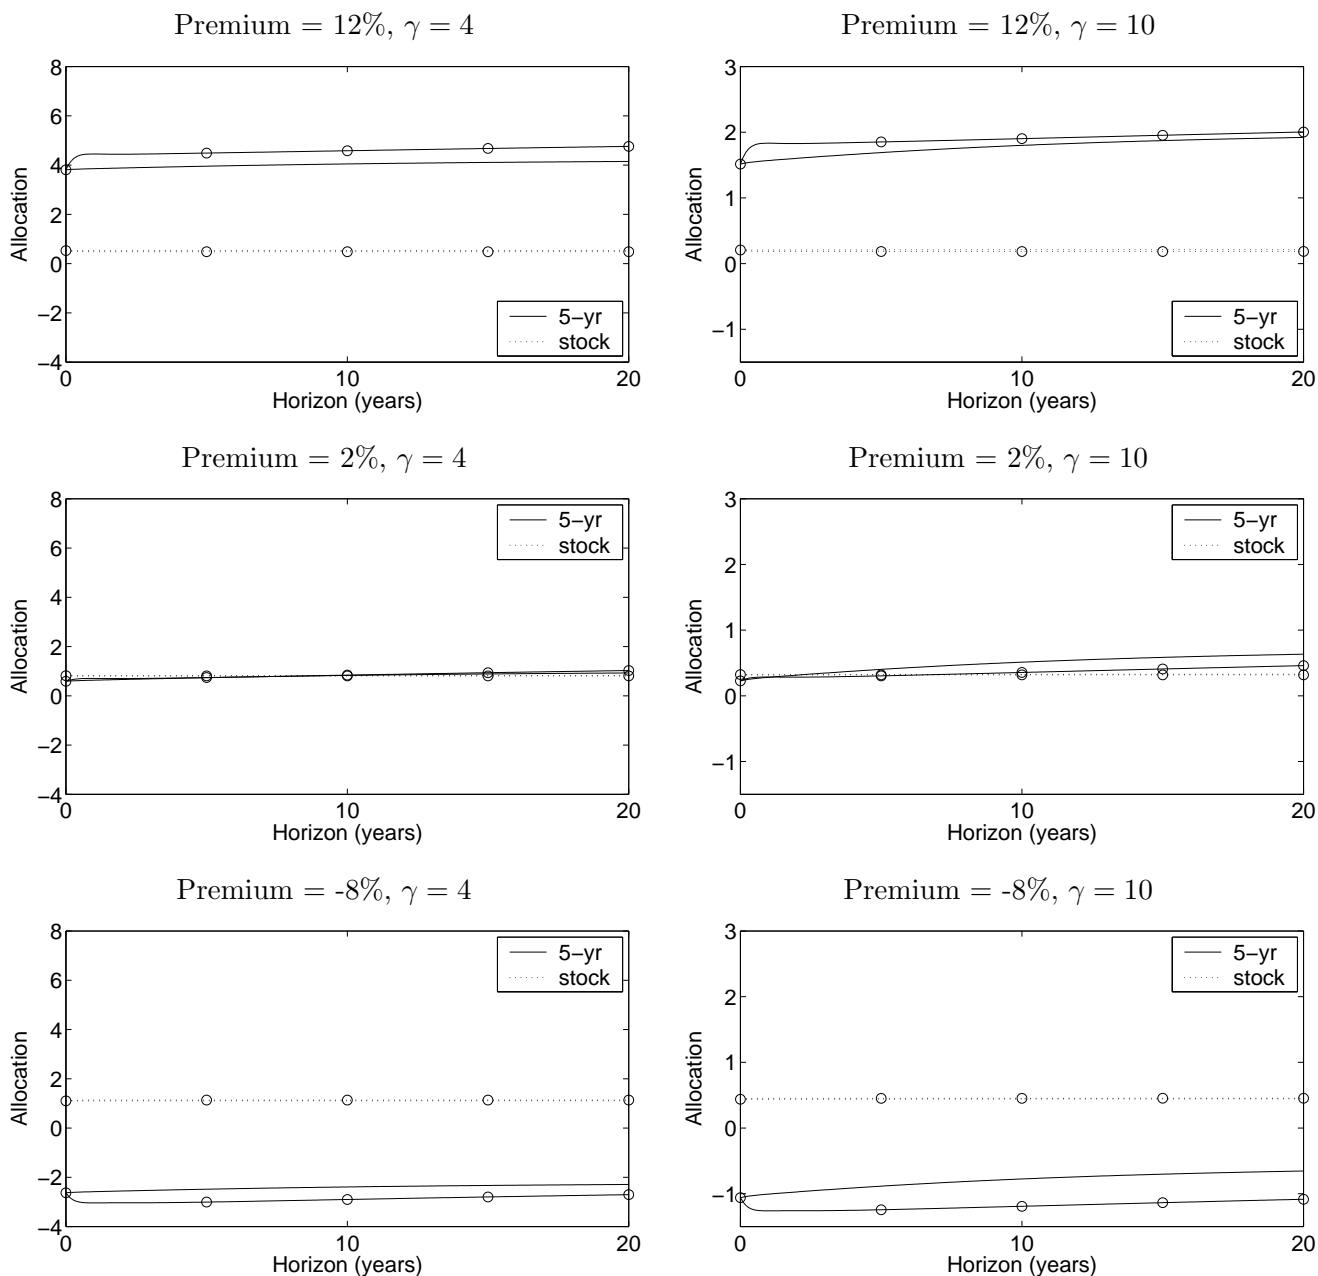 Premium = 12%, γ = 4
8
6
4
2
0
−2
−4
Allocation
5−yr
stock
0
10
20
Horizon (years)
Premium = 12%, γ = 10
3
2
1
0
−1
Allocation
5−yr
stock
0
10
20
Horizon (years)
Premium = 2%, γ = 4
8
6
4
2
0
−2
−4
Allocation
5−yr
stock
0
10
20
Horizon (years)
Premium = 2%, γ = 10
3
2
1
0
−1
Allocation
5−yr
stock
0
10
20
Horizon (years)
Premium = -8%, γ = 4
8
6
4
2
0
−2
−4
Allocation
5−yr
stock
0
10
20
Horizon (years)
Premium = -8%, γ = 10
3
2
1
0
−1
Allocation
5−yr
stock
0
10
20
Horizon (years)